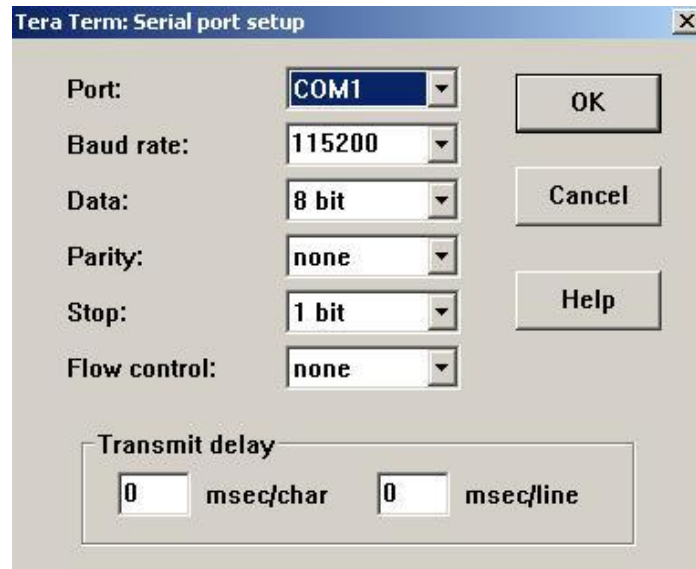 Tera Term: Serial port setup
Port: COM1
OK
Baud rate: 115200
Data: 8 bit
Cancel
Parity: none
Stop: 1 bit
Help
Flow control: none
Transmit delay
0 msec/char 0 msec/line